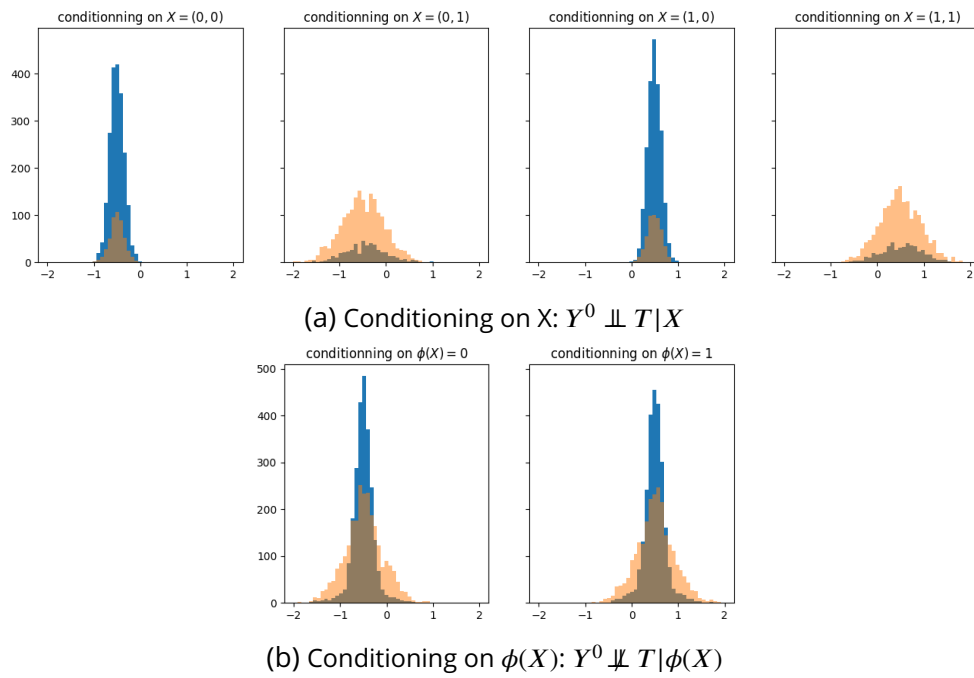 conditionning on X = (0, 0) conditionning on X = (0, 1) conditionning on X = (1, 0) conditionning on X = (1, 1)
400
300
200
100
0
−2 −1 0 1 2 −2 −1 0 1 2 −2 −1 0 1 2 −2 −1 0 1 2
(a) Conditioning on X: Y⁰ ⫫ T|X
conditionning on ϕ(X) = 0 conditionning on ϕ(X) = 1
500
400
300
200
100
0
−2 −1 0 1 2 −2 −1 0 1 2
(b) Conditioning on ϕ(X): Y⁰ ⫫̸ T|ϕ(X)